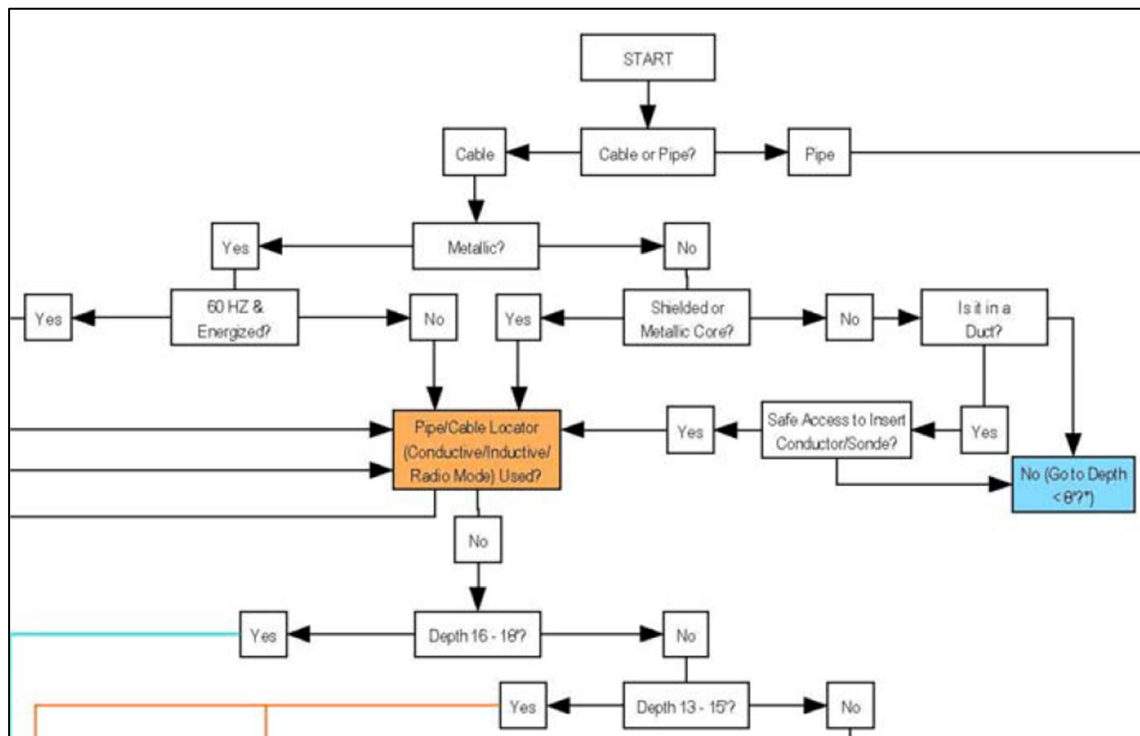 START
Cable
Cable or Pipe?
Pipe
Yes
Metallic?
No
Yes
60 HZ &
Energized?
No
Yes
Shielded or
Metallic Core?
No
Is it in a
Duct?
Pipe/Cable Locator
(Conductive/Inductive/
Radio Mode) Used?
Yes
Safe Access to Insert
Conductor/Sonde?
Yes
No (Go to Depth
< 8'?*)
No
Yes
Depth 16 - 18'?
No
Yes
Depth 13 - 15'?
No